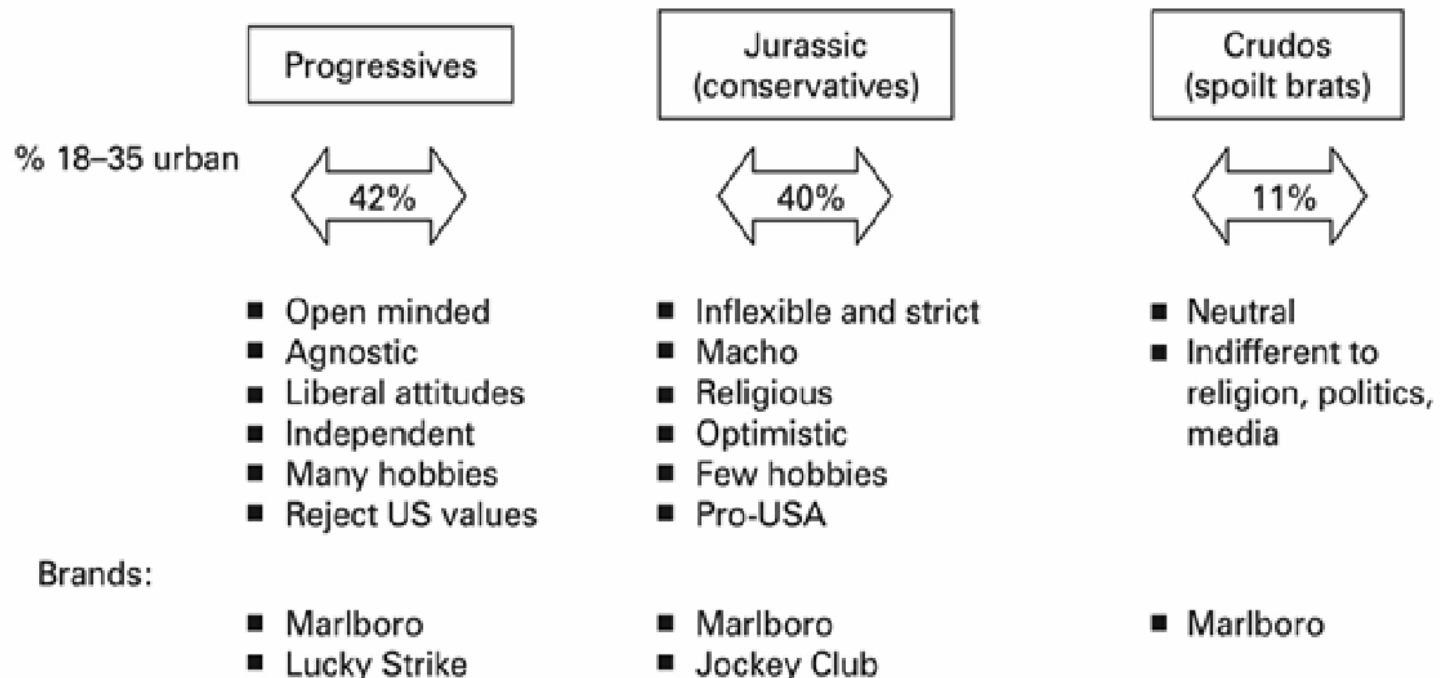 Progressives
Jurassic
(conservatives)
Crudos
(spoilt brats)
% 18–35 urban
42%
40%
11%
■ Open minded
■ Agnostic
■ Liberal attitudes
■ Independent
■ Many hobbies
■ Reject US values
■ Inflexible and strict
■ Macho
■ Religious
■ Optimistic
■ Few hobbies
■ Pro-USA
■ Neutral
■ Indifferent to
religion, politics,
media
Brands:
■ Marlboro
■ Lucky Strike
■ Marlboro
■ Jockey Club
■ Marlboro